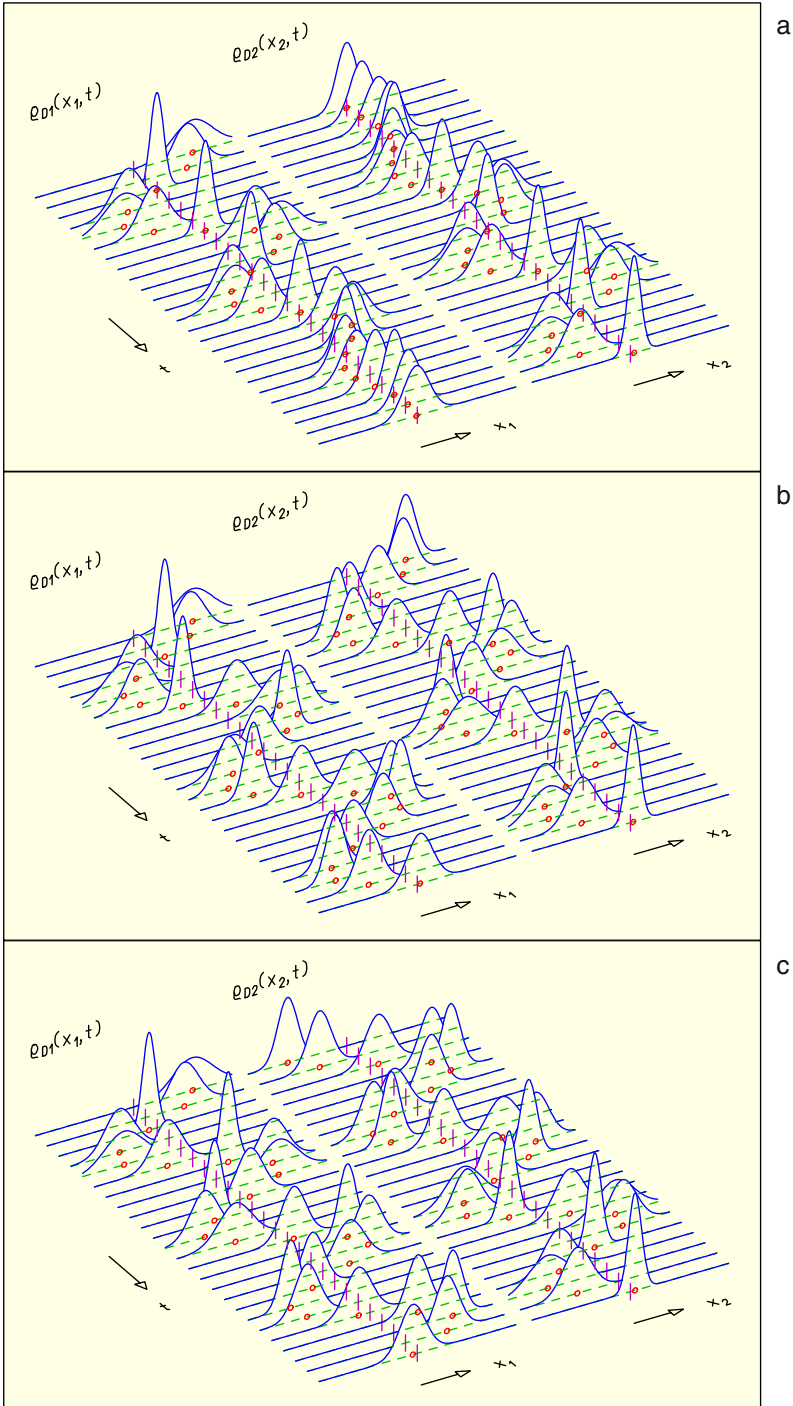 a
ϱD2(x2,t)
ϱD1(x1,t)
t
x2
x1
b
ϱD2(x2,t)
ϱD1(x1,t)
t
x2
x1
c
ϱD2(x2,t)
ϱD1(x1,t)
t
x2
x1